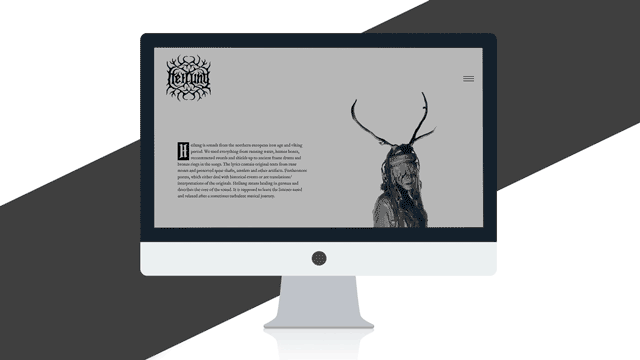 Heilung
Heilung is sounds from the northern european iron age and viking
period. We used everything from running water, human bones,
reconstructed swords and shields up to ancient frame drums and
bronze rings in the songs. The lyrics contain original texts from rune
stones and preserved spear shafts, amulets and other artifacts. Furthermore
poems, which either deal with historical events or are translations/
interpretations of the originals. Heilung means healing in german and
describes the core of the sound. It is supposed to leave the listener eased
and relaxed after a sometimes turbulent musical journey.